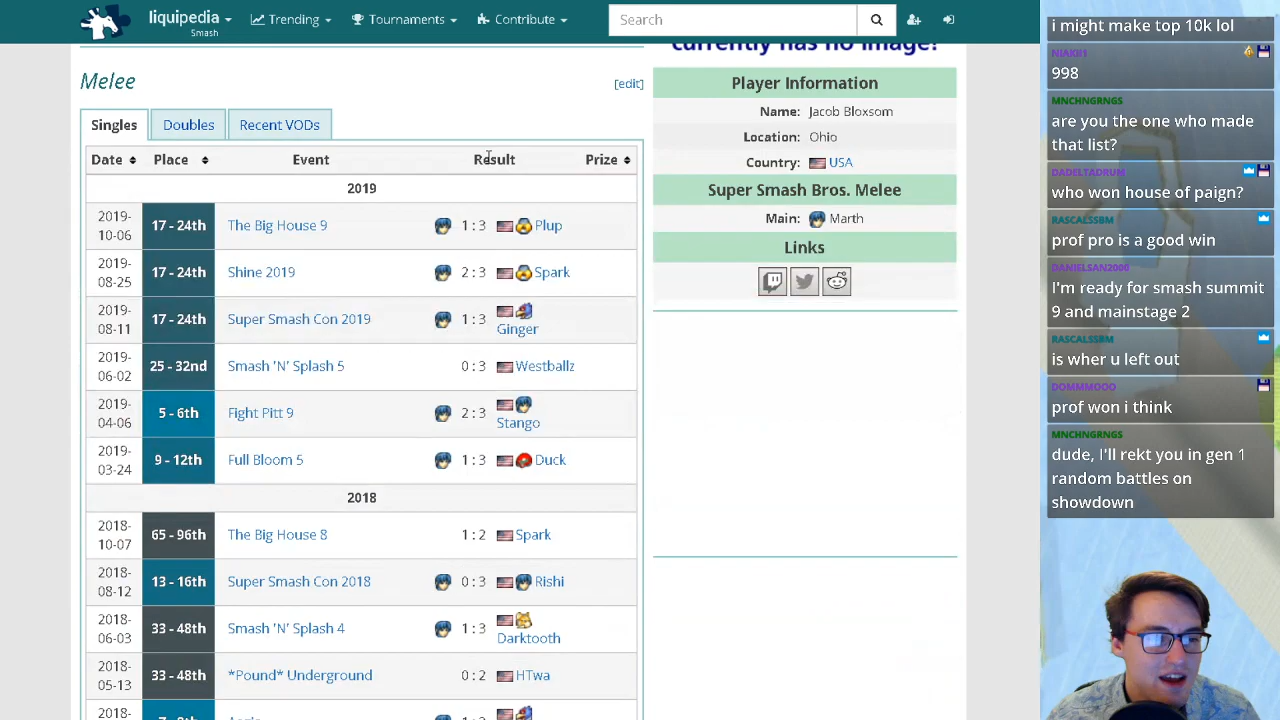 liquipedia
Smash
Trending
Tournaments
Contribute
Search
currently has no image!
Melee
[edit]
Singles
Doubles
Recent VODs
Date Place Event Result Prize
2019
2019-10-06 17 - 24th The Big House 9 1 : 3 Plup
2019-08-25 17 - 24th Shine 2019 2 : 3 Spark
2019-08-11 17 - 24th Super Smash Con 2019 1 : 3 Ginger
2019-06-02 25 - 32nd Smash 'N' Splash 5 0 : 3 Westballz
2019-04-06 5 - 6th Fight Pitt 9 2 : 3 Stango
2019-03-24 9 - 12th Full Bloom 5 1 : 3 Duck
2018
2018-10-07 65 - 96th The Big House 8 1 : 2 Spark
2018-08-12 13 - 16th Super Smash Con 2018 0 : 3 Rishi
2018-06-03 33 - 48th Smash 'N' Splash 4 1 : 3 Darktooth
2018-05-13 33 - 48th *Pound* Underground 0 : 2 HTwa
2018-
Player Information
Name: Jacob Bloxsom
Location: Ohio
Country: USA
Super Smash Bros. Melee
Main: Marth
Links
i might make top 10k lol
NIAKII1
998
MNCHNGRNGS
are you the one who made
that list?
DADELTADRUM
who won house of paign?
RASCALSSBM
prof pro is a good win
DANIELSAN2000
I'm ready for smash summit
9 and mainstage 2
RASCALSSBM
is wher u left out
DOMMMOOO
prof won i think
MNCHNGRNGS
dude, I'll rekt you in gen 1
random battles on
showdown